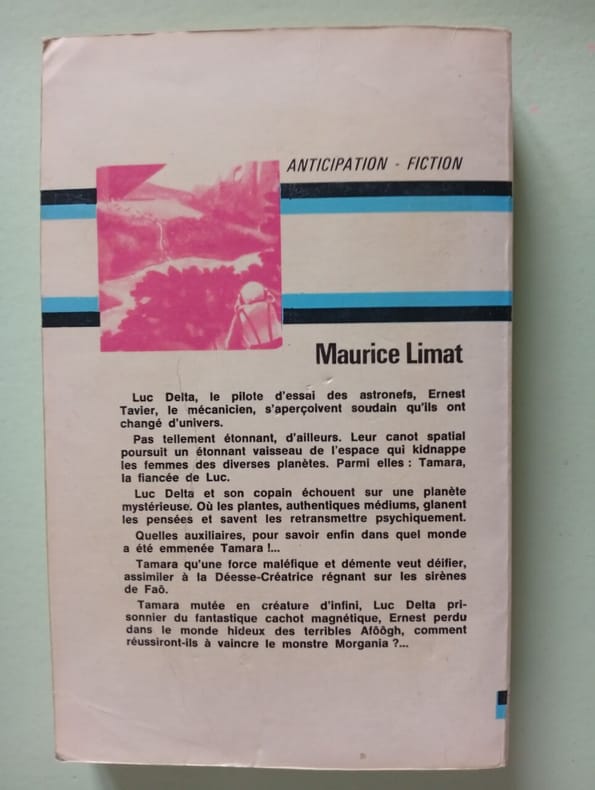 ANTICIPATION - FICTION
Maurice Limat
Luc Delta, le pilote d'essai des astronefs, Ernest
Tavier, le mécanicien, s'aperçoivent soudain qu'ils ont
changé d'univers.
Pas tellement étonnant, d'ailleurs. Leur canot spatial
poursuit un étonnant vaisseau de l'espace qui kidnappe
les femmes des diverses planètes. Parmi elles : Tamara,
la fiancée de Luc.
Luc Delta et son copain échouent sur une planète
mystérieuse. Où les plantes, authentiques médiums, glanent
les pensées et savent les retransmettre psychiquement.
Quelles auxiliaires, pour savoir enfin dans quel monde
a été emmenée Tamara !...
Tamara qu'une force maléfique et démente veut déifier,
assimiler à la Déesse-Créatrice régnant sur les sirènes
de Faô.
Tamara mutée en créature d'infini, Luc Delta pri-
sonnier du fantastique cachot magnétique, Ernest perdu
dans le monde hideux des terribles Afôôgh, comment
réussiront-ils à vaincre le monstre Morgania ?...